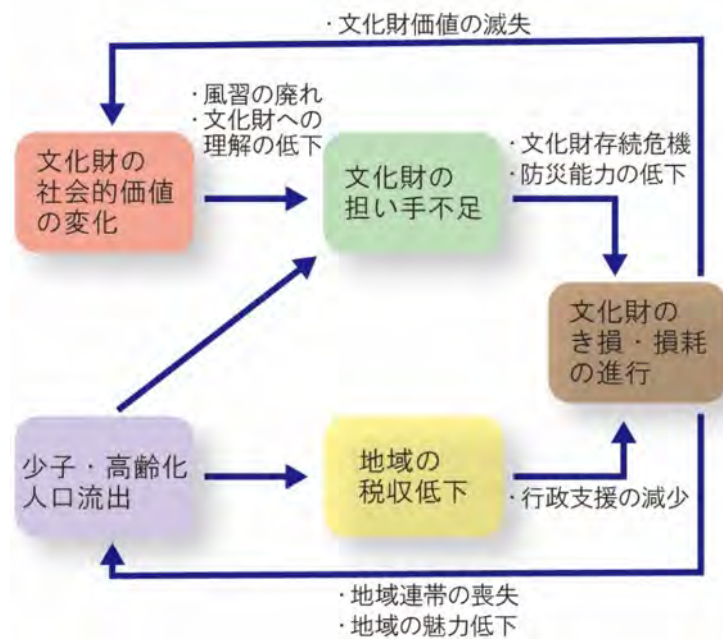 ・文化財価値の滅失
・風習の廃れ
・文化財への
理解の低下
文化財の
社会的価値
の変化
文化財の
担い手不足
・文化財存続危機
・防災能力の低下
文化財の
き損・損耗
の進行
少子・高齢化
人口流出
地域の
税収低下
・行政支援の減少
・地域連帯の喪失
・地域の魅力低下